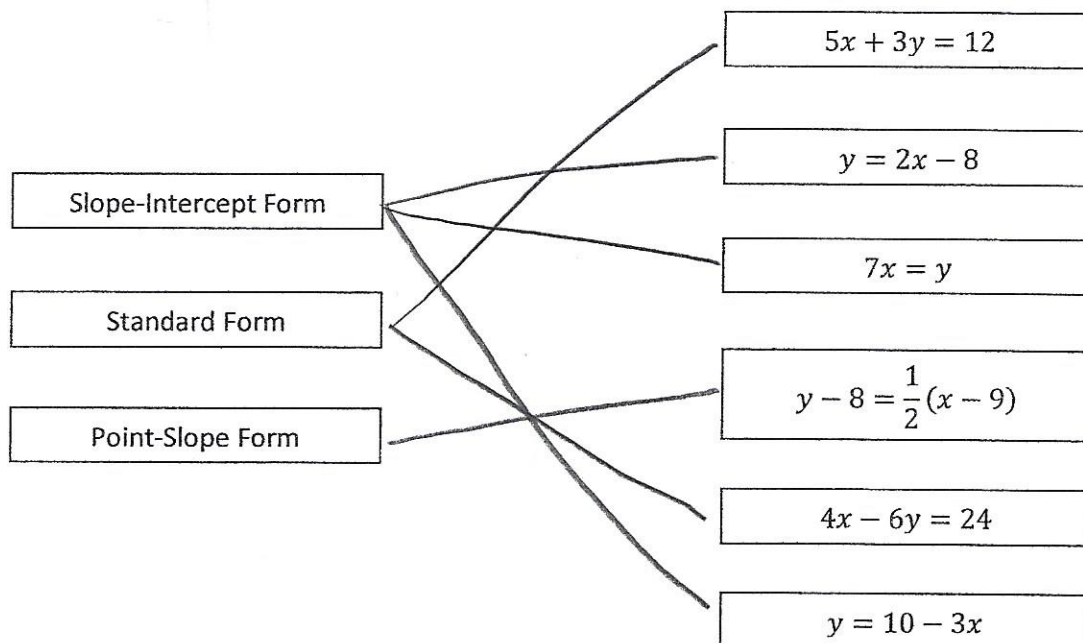 Slope-Intercept Form
Standard Form
Point-Slope Form
5x + 3y = 12
y = 2x − 8
7x = y
y − 8 = 1/2 (x − 9)
4x − 6y = 24
y = 10 − 3x